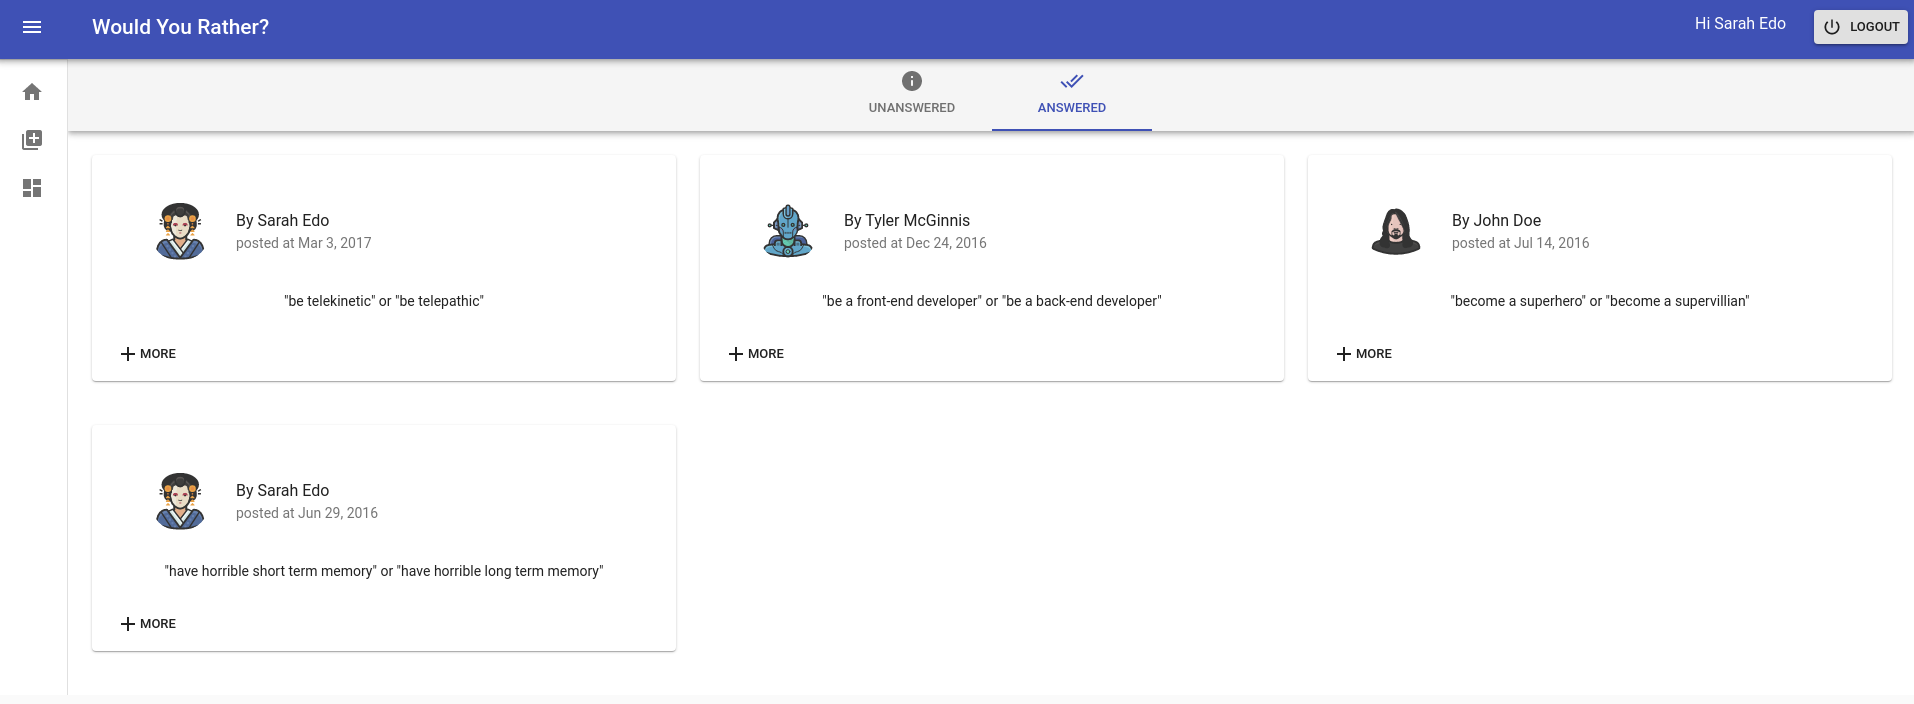 Would You Rather?
Hi Sarah Edo
LOGOUT
UNANSWERED
ANSWERED
By Sarah Edo
posted at Mar 3, 2017
"be telekinetic" or "be telepathic"
MORE
By Tyler McGinnis
posted at Dec 24, 2016
"be a front-end developer" or "be a back-end developer"
MORE
By John Doe
posted at Jul 14, 2016
"become a superhero" or "become a supervillian"
MORE
By Sarah Edo
posted at Jun 29, 2016
"have horrible short term memory" or "have horrible long term memory"
MORE